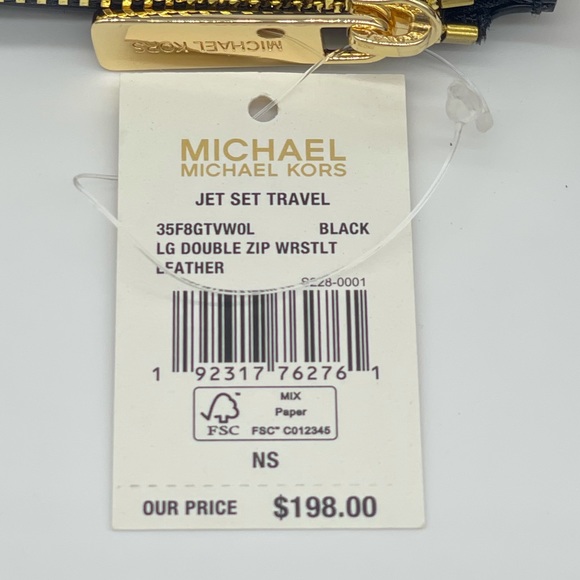 MICHAEL KORS
MICHAEL
MICHAEL KORS
JET SET TRAVEL
35F8GTVW0L BLACK
LG DOUBLE ZIP WRSTLT
LEATHER
S228-0001
1 92317 76276 1
MIX
Paper
FSC FSC™ C012345
NS
OUR PRICE $198.00